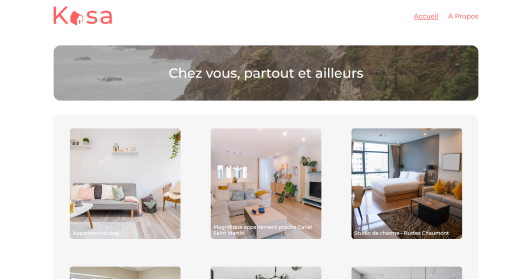 Kasa
Accueil A Propos
Chez vous, partout et ailleurs
Appartement cosy
Magnifique appartement proche Canal
Saint Martin
Studio de charme - Buttes Chaumont